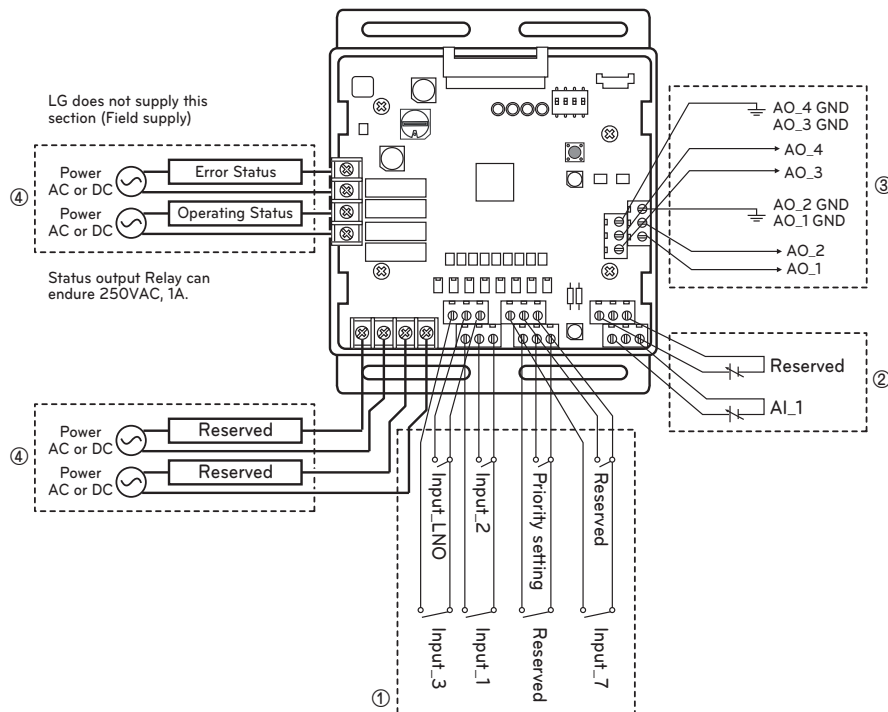 LG does not supply this
section (Field supply)
④
Power
AC or DC
Error Status
Power
AC or DC
Operating Status
Status output Relay can
endure 250VAC, 1A.
AO_4 GND
AO_3 GND
AO_4
AO_3
③
AO_2 GND
AO_1 GND
AO_2
AO_1
Reserved
②
AI_1
④
Power
AC or DC
Reserved
Power
AC or DC
Reserved
Input_LNO
Input_2
Priority setting
Reserved
Input_3
Input_1
Reserved
Input_7
①